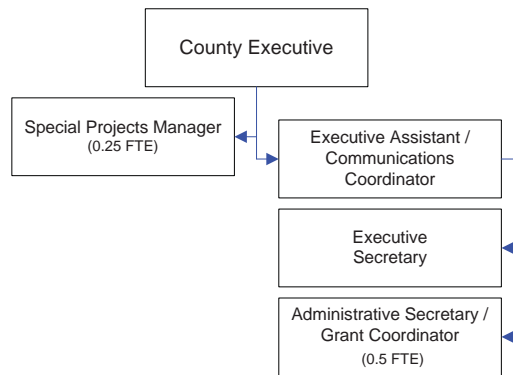 County Executive
Special Projects Manager
(0.25 FTE)
Executive Assistant /
Communications
Coordinator
Executive
Secretary
Administrative Secretary /
Grant Coordinator
(0.5 FTE)